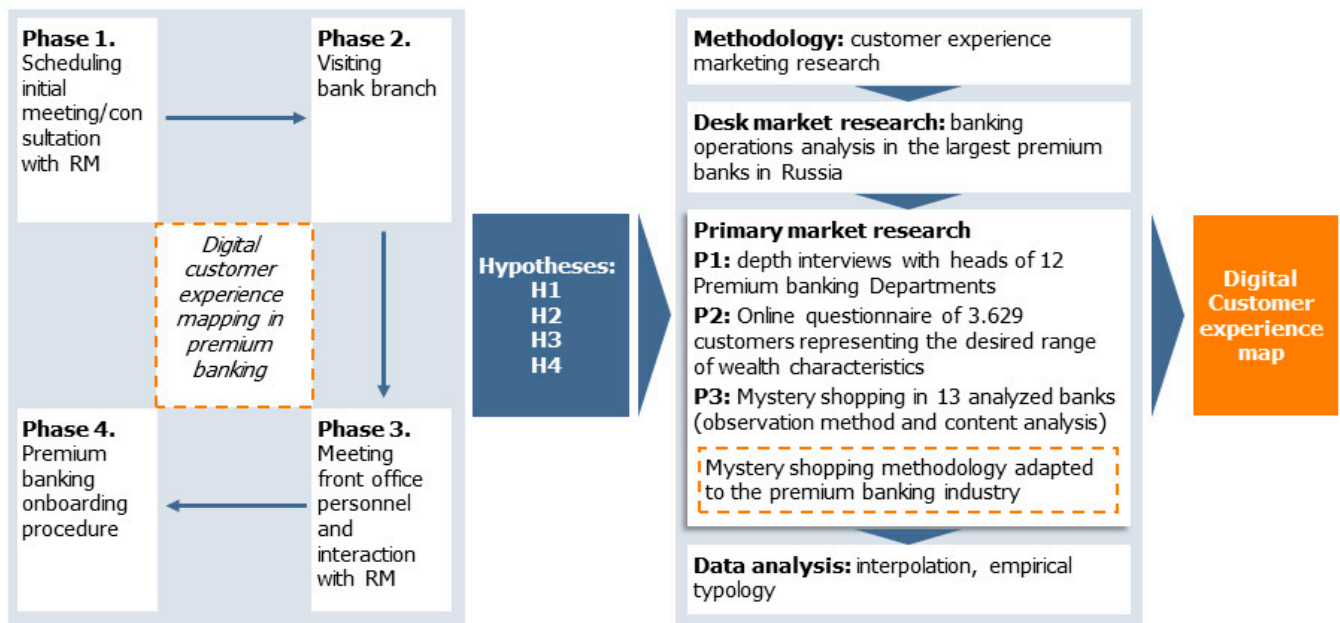 Phase 1.
Scheduling
initial
meeting/con
sultation
with RM
Phase 2.
Visiting
bank branch
Digital
customer
experience
mapping in
premium
banking
Phase 4.
Premium
banking
onboarding
procedure
Phase 3.
Meeting
front office
personnel
and
interaction
with RM
Hypotheses:
H1
H2
H3
H4
Methodology: customer experience
marketing research
Desk market research: banking
operations analysis in the largest premium
banks in Russia
Primary market research
P1: depth interviews with heads of 12
Premium banking Departments
P2: Online questionnaire of 3.629
customers representing the desired range
of wealth characteristics
P3: Mystery shopping in 13 analyzed banks
(observation method and content analysis)
Mystery shopping methodology adapted
to the premium banking industry
Data analysis: interpolation, empirical
typology
Digital
Customer
experience
map